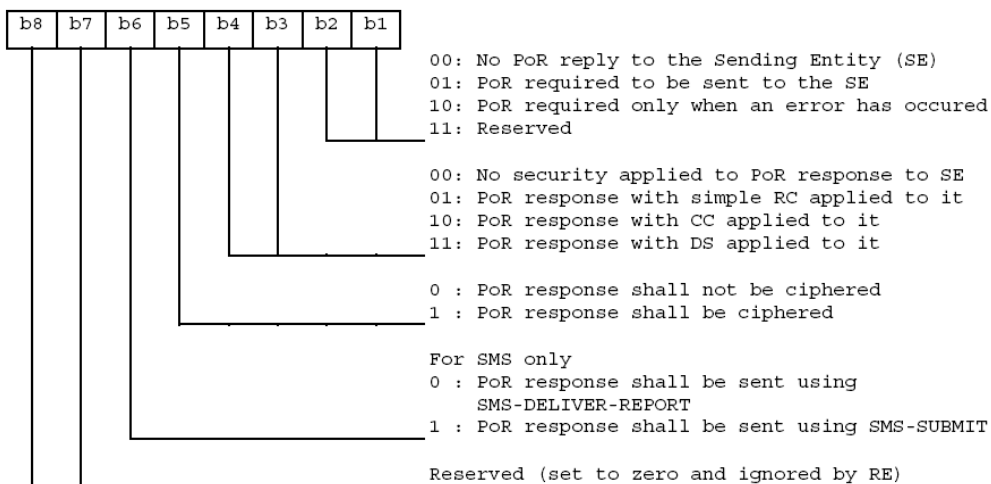 b8 b7 b6 b5 b4 b3 b2 b1
00: No PoR reply to the Sending Entity (SE)
01: PoR required to be sent to the SE
10: PoR required only when an error has occured
11: Reserved
00: No security applied to PoR response to SE
01: PoR response with simple RC applied to it
10: PoR response with CC applied to it
11: PoR response with DS applied to it
0 : PoR response shall not be ciphered
1 : PoR response shall be ciphered
For SMS only
0 : PoR response shall be sent using
SMS-DELIVER-REPORT
1 : PoR response shall be sent using SMS-SUBMIT
Reserved (set to zero and ignored by RE)